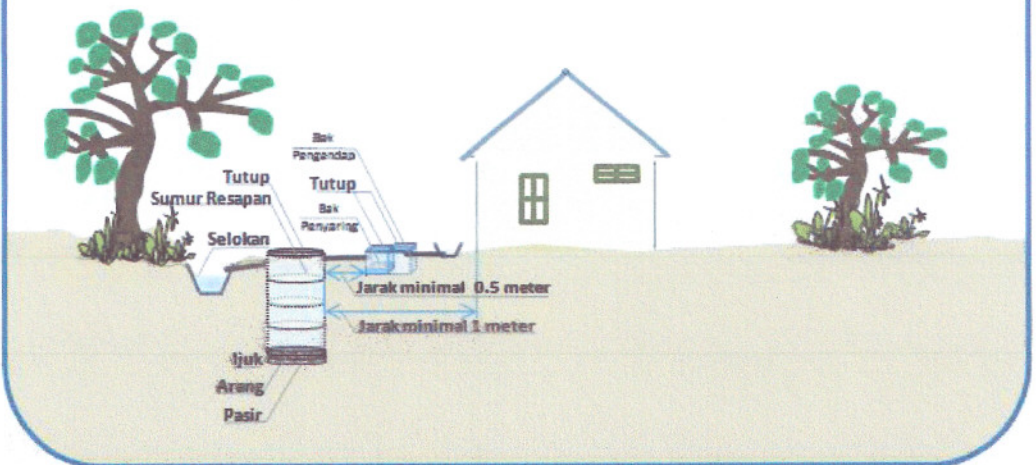 Bak
Pengendap
Tutup
Sumur Resapan
Tutup
Bak
Penyaring
Selokan
Jarak minimal 0.5 meter
Jarak minimal 1 meter
Ijuk
Arang
Pasir